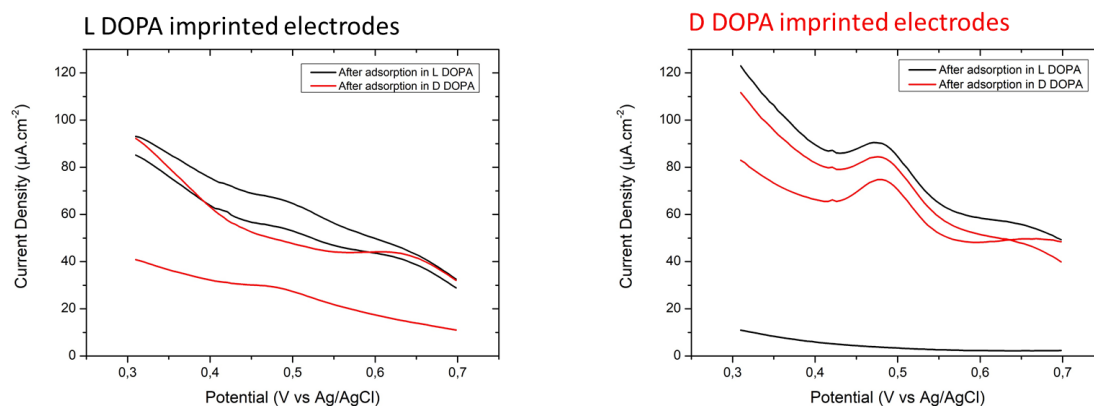 L DOPA imprinted electrodes
After adsorption in L DOPA
After adsorption in D DOPA
Current Density (µA.cm⁻²)
120
100
80
60
40
20
0
0,3 0,4 0,5 0,6 0,7
Potential (V vs Ag/AgCl)
D DOPA imprinted electrodes
After adsorption in L DOPA
After adsorption in D DOPA
Current Density (µA.cm⁻²)
120
100
80
60
40
20
0
0,3 0,4 0,5 0,6 0,7
Potential (V vs Ag/AgCl)